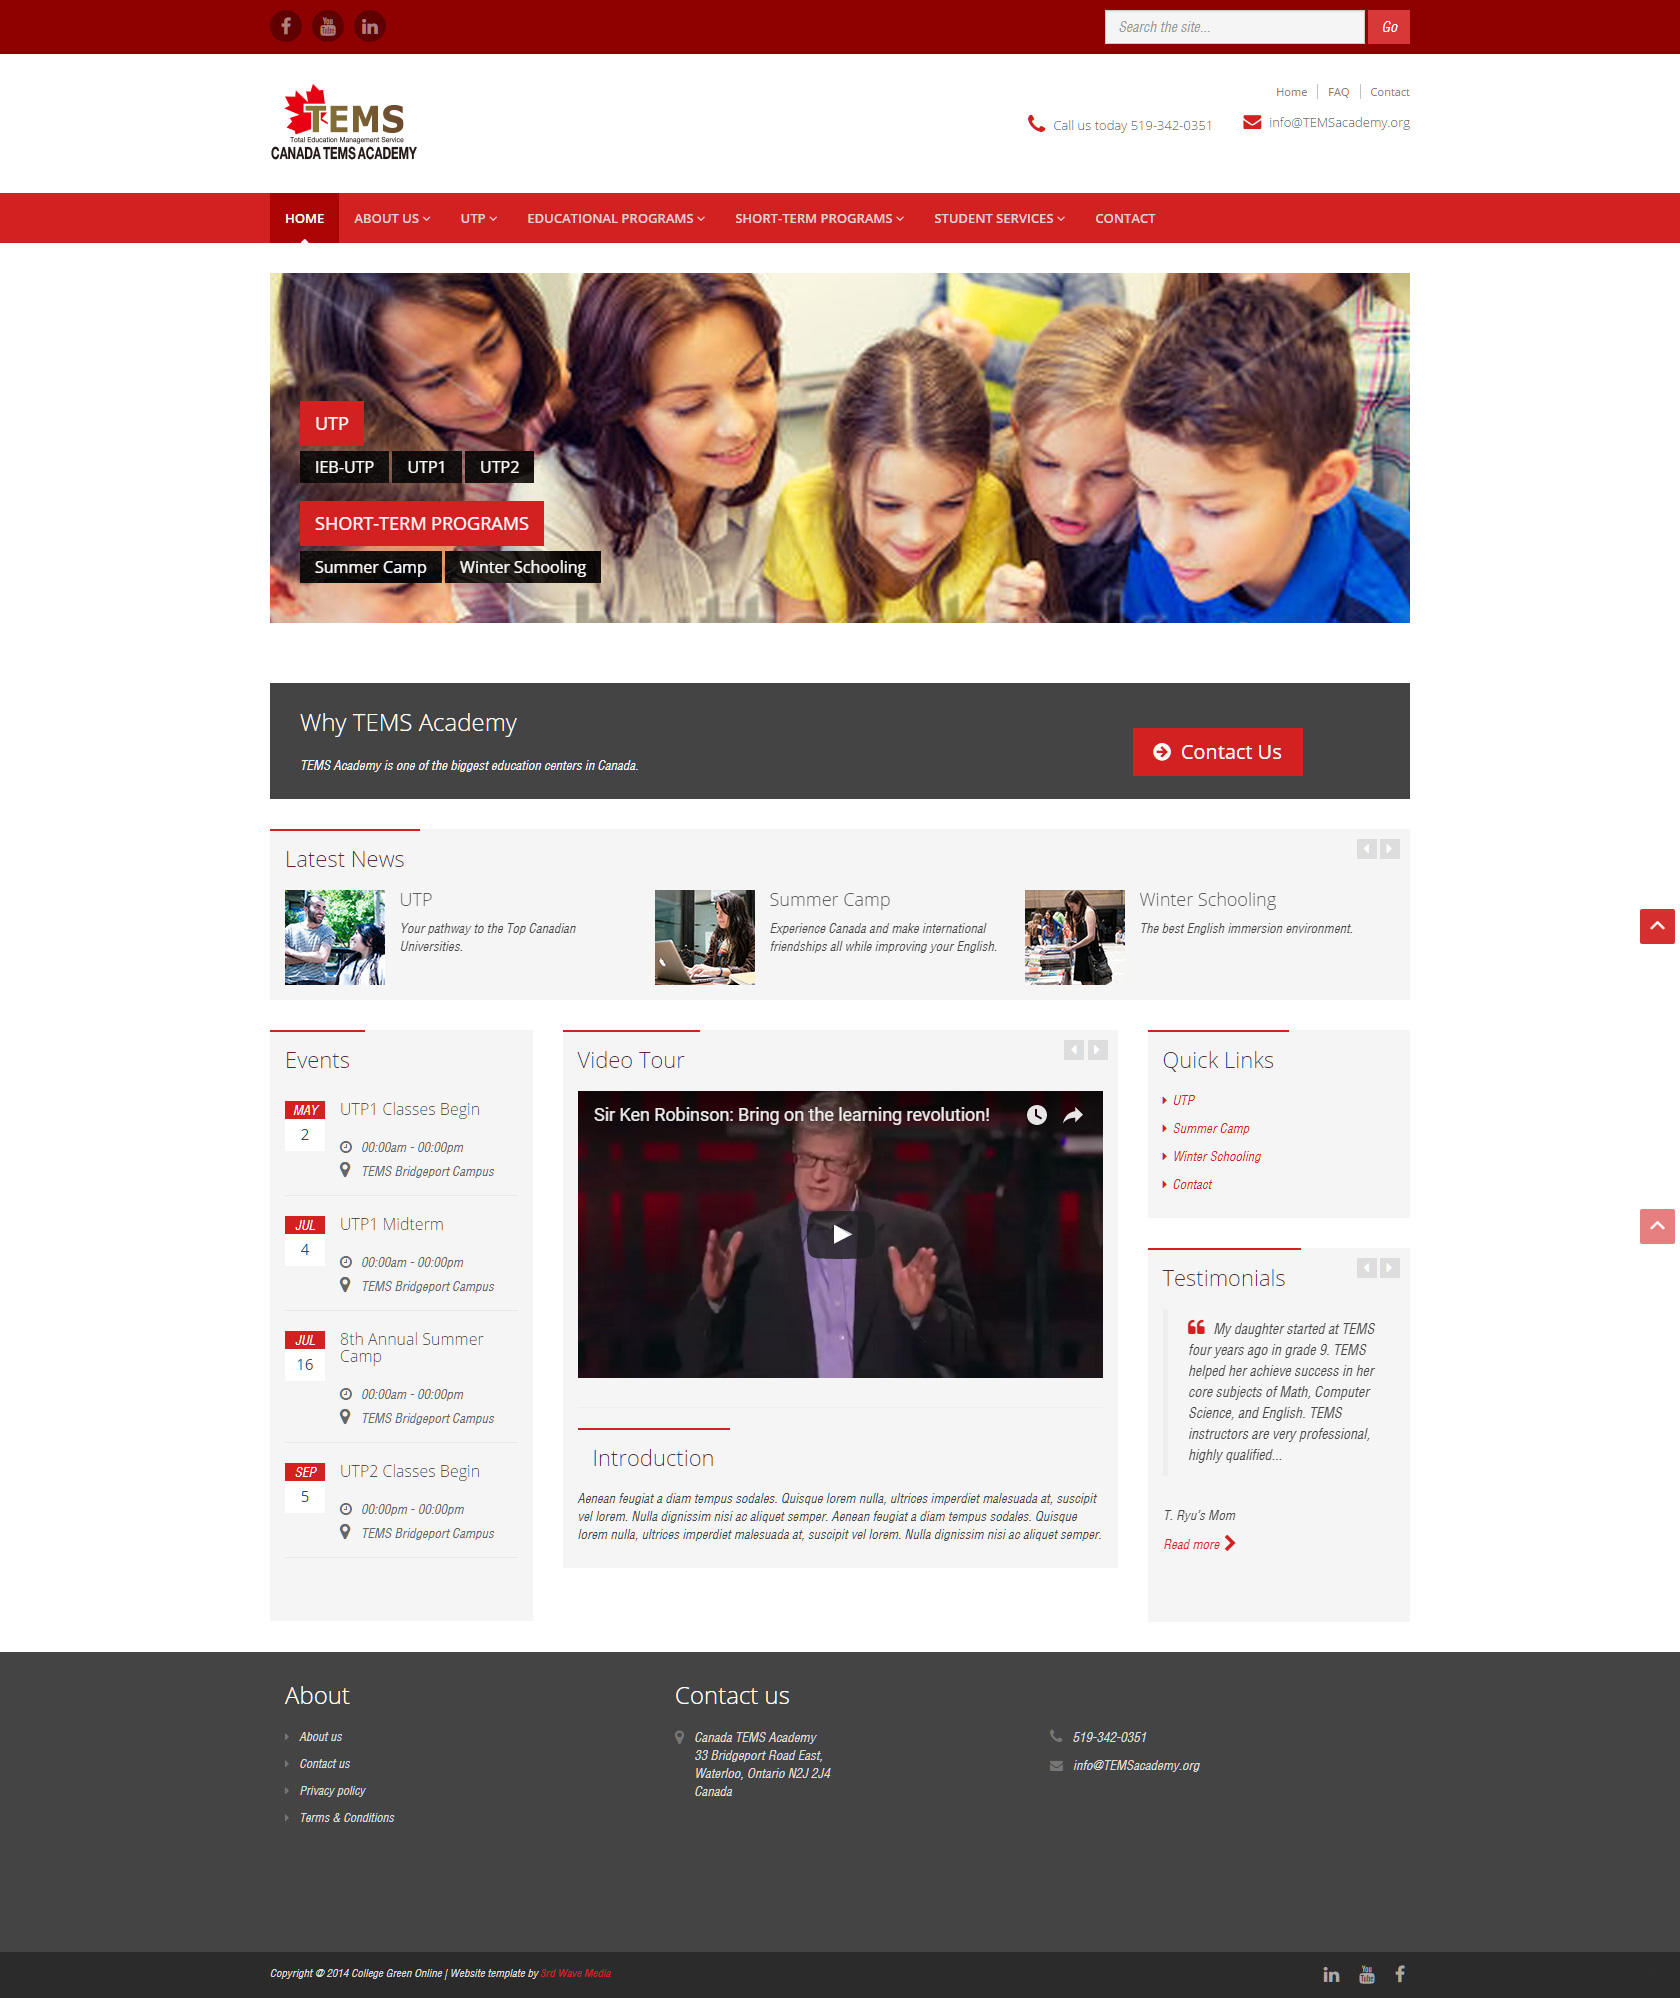 Search the site...
Go
TEMS
Total Education Management Service
CANADA TEMS ACADEMY
Home
FAQ
Contact
Call us today 519-342-0351
info@TEMSacademy.org
HOME
ABOUT US
UTP
EDUCATIONAL PROGRAMS
SHORT-TERM PROGRAMS
STUDENT SERVICES
CONTACT
UTP
IEB-UTP
UTP1
UTP2
SHORT-TERM PROGRAMS
Summer Camp
Winter Schooling
Why TEMS Academy
TEMS Academy is one of the biggest education centers in Canada.
Contact Us
Latest News
UTP
Your pathway to the Top Canadian
Universities.
Summer Camp
Experience Canada and make international
friendships all while improving your English.
Winter Schooling
The best English immersion environment.
Events
MAY
2
UTP1 Classes Begin
00:00am - 00:00pm
TEMS Bridgeport Campus
JUL
4
UTP1 Midterm
00:00am - 00:00pm
TEMS Bridgeport Campus
JUL
16
8th Annual Summer
Camp
00:00am - 00:00pm
TEMS Bridgeport Campus
SEP
5
UTP2 Classes Begin
00:00pm - 00:00pm
TEMS Bridgeport Campus
Video Tour
Sir Ken Robinson: Bring on the learning revolution!
Introduction
Aenean feugiat a diam tempus sodales. Quisque lorem nulla, ultrices imperdiet malesuada at, suscipit
vel lorem. Nulla dignissim nisi ac aliquet semper. Aenean feugiat a diam tempus sodales. Quisque
lorem nulla, ultrices imperdiet malesuada at, suscipit vel lorem. Nulla dignissim nisi ac aliquet semper.
Quick Links
UTP
Summer Camp
Winter Schooling
Contact
Testimonials
My daughter started at TEMS
four years ago in grade 9. TEMS
helped her achieve success in her
core subjects of Math, Computer
Science, and English. TEMS
instructors are very professional,
highly qualified...
T. Ryu's Mom
Read more
About
About us
Contact us
Privacy policy
Terms & Conditions
Contact us
Canada TEMS Academy
33 Bridgeport Road East,
Waterloo, Ontario N2J 2J4
Canada
519-342-0351
info@TEMSacademy.org
Copyright @ 2014 College Green Online | Website template by 3rd Wave Media